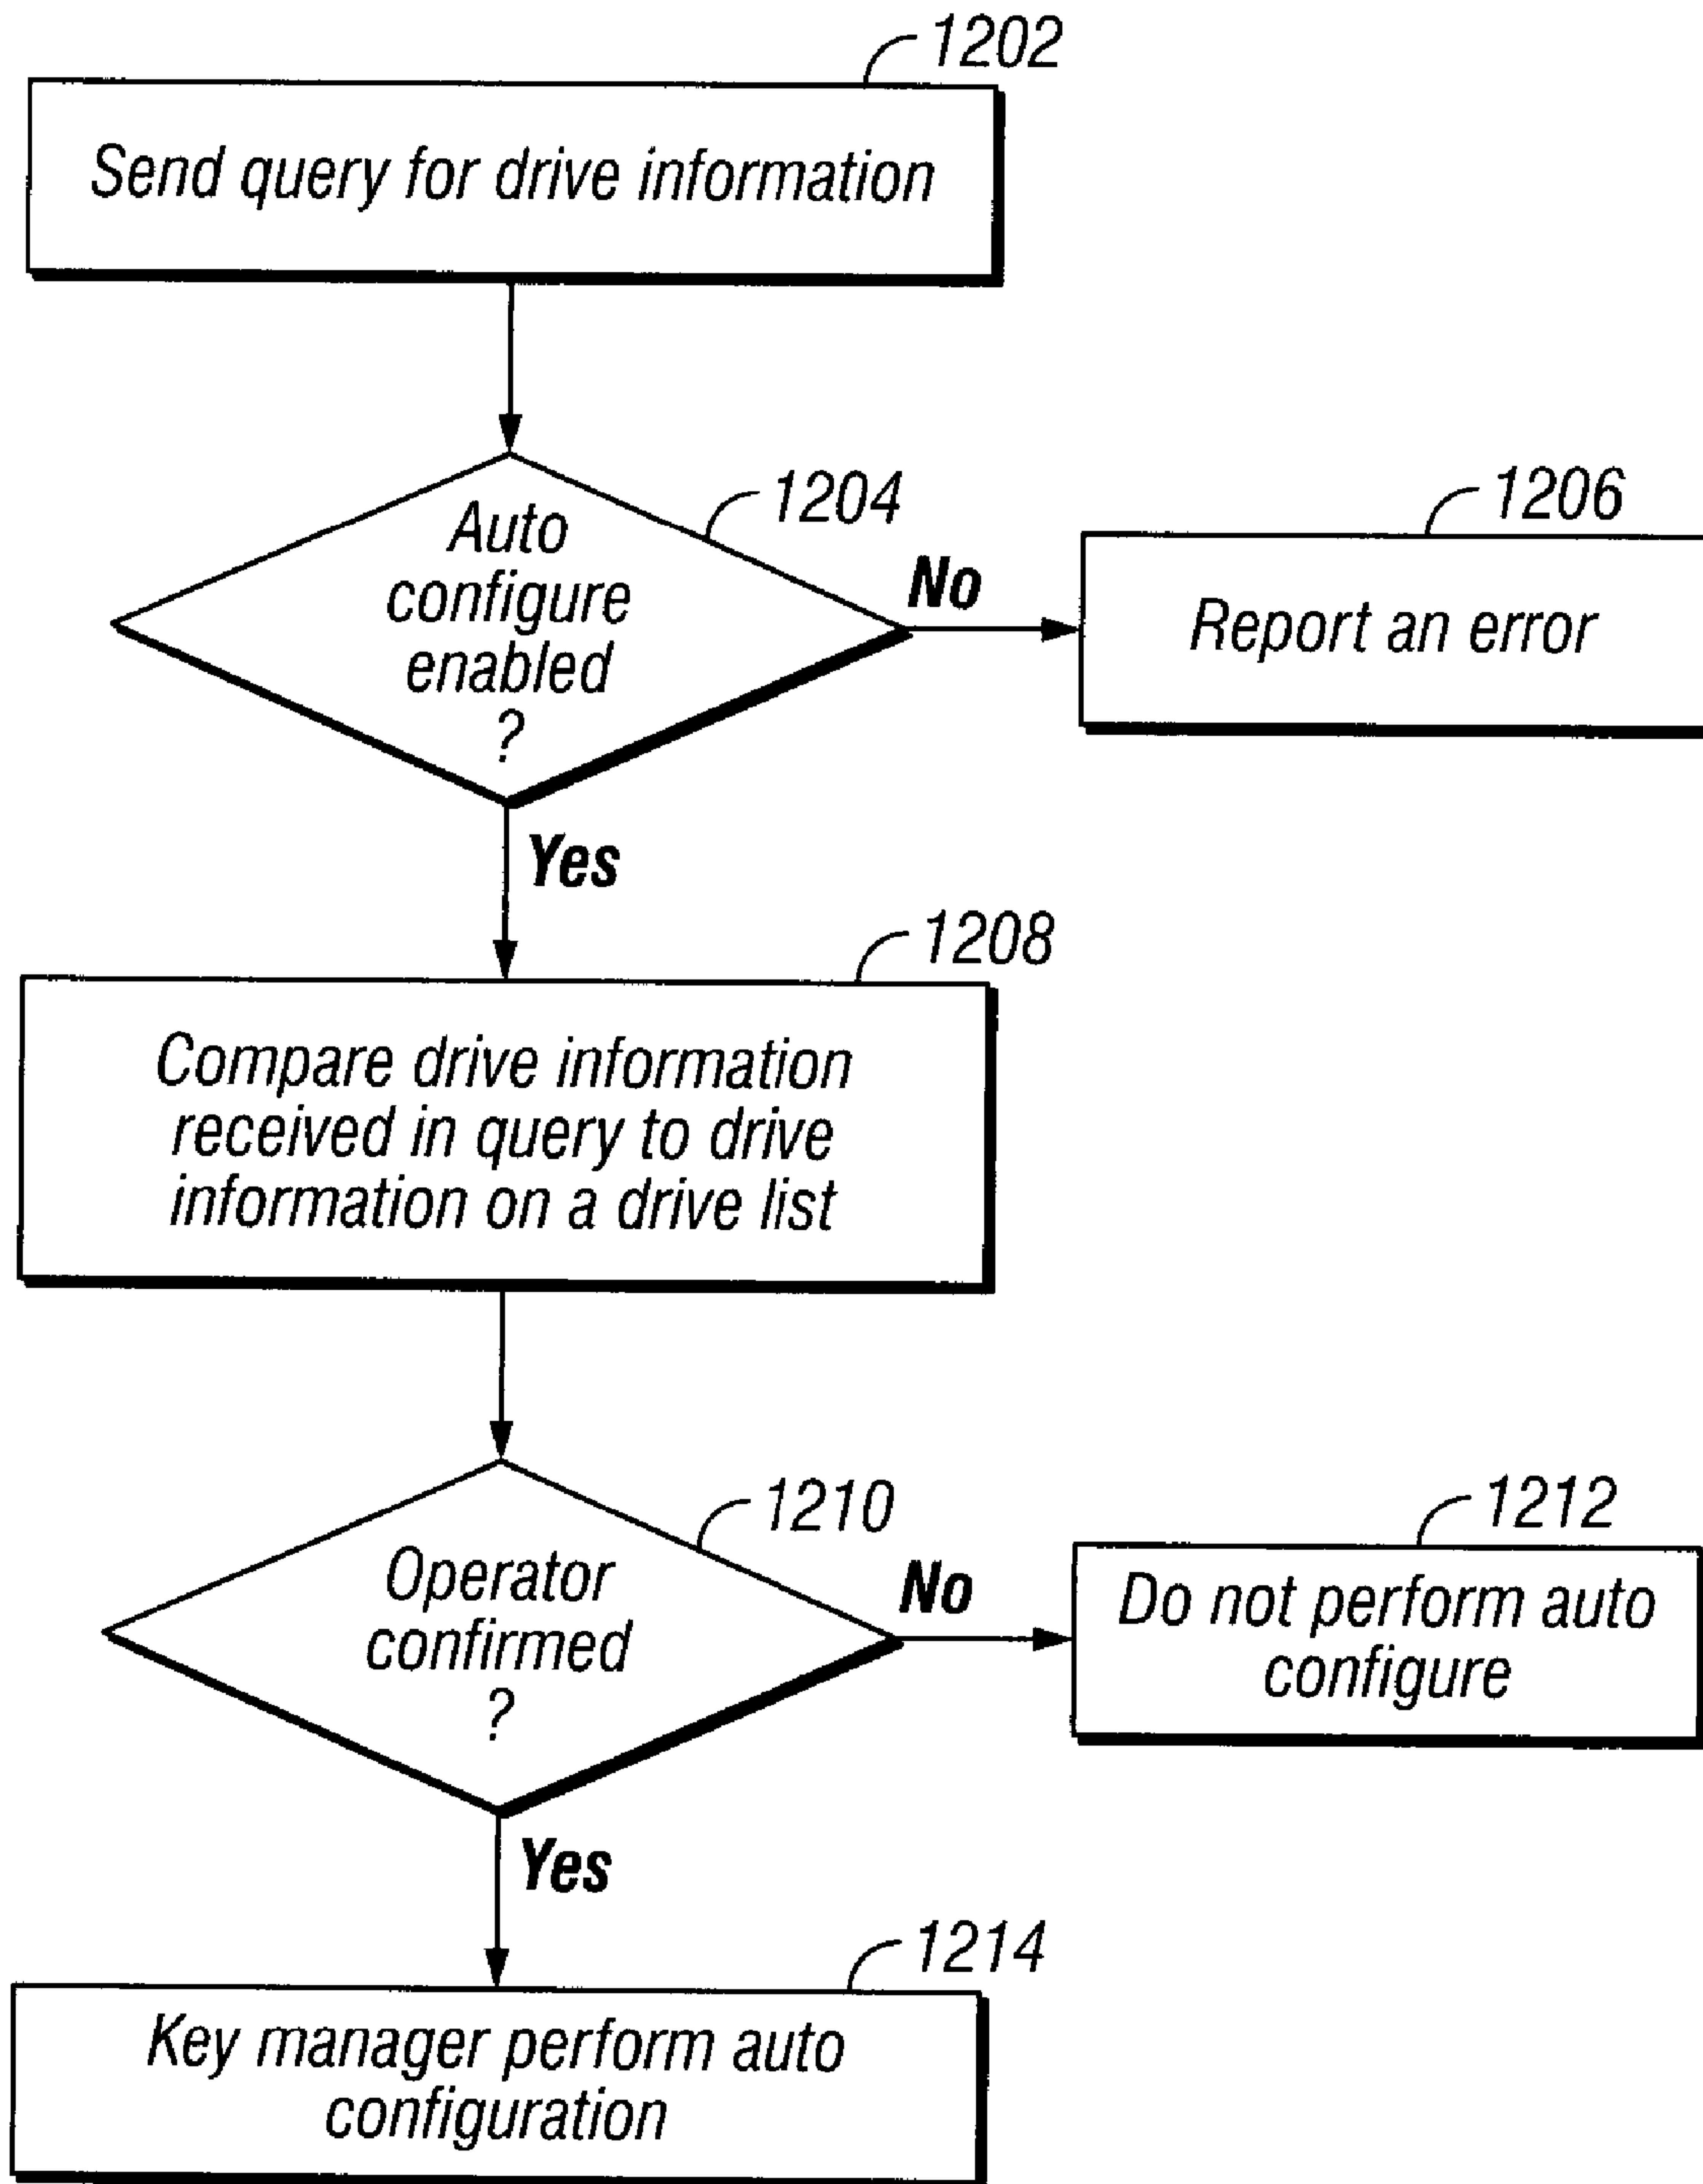 1202
Send query for drive information
1204
Auto
configure
enabled
?
No
1206
Report an error
Yes
1208
Compare drive information
received in query to drive
information on a drive list
1210
Operator
confirmed
?
No
1212
Do not perform auto
configure
Yes
1214
Key manager perform auto
configuration